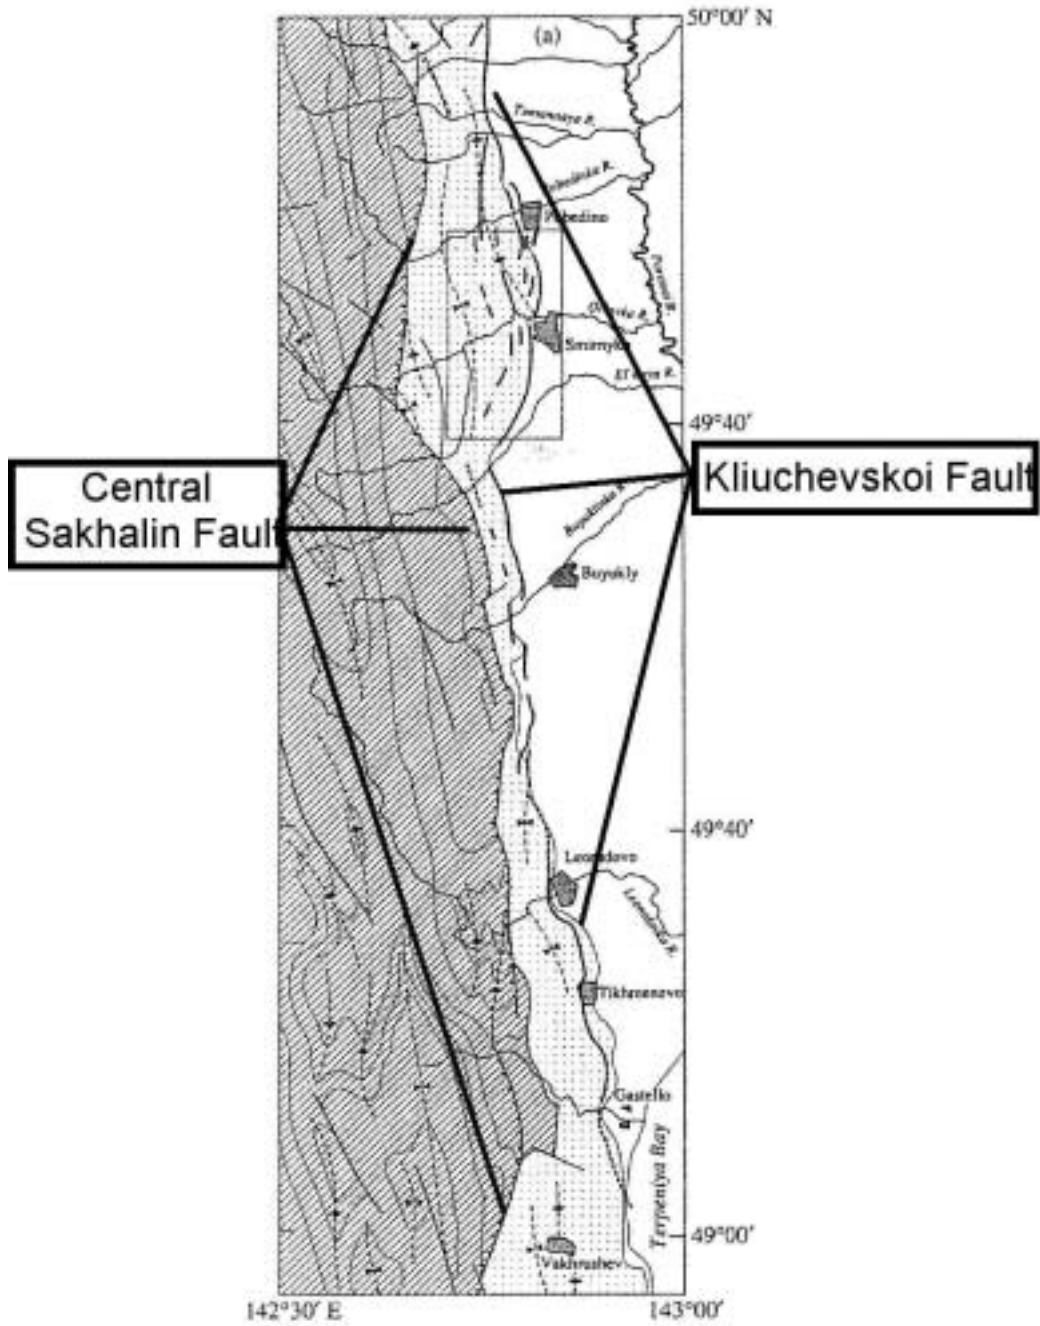 50°00' N
(a)
Pobedino
Smirnykh
49°40'
Central
Sakhalin Fault
Kliuchevskoi Fault
Buyukly
49°40'
Leonidovo
Tikhmenevo
Gastello
Terpeniya Bay
49°00'
Vakhrushev
142°30' E
143°00'